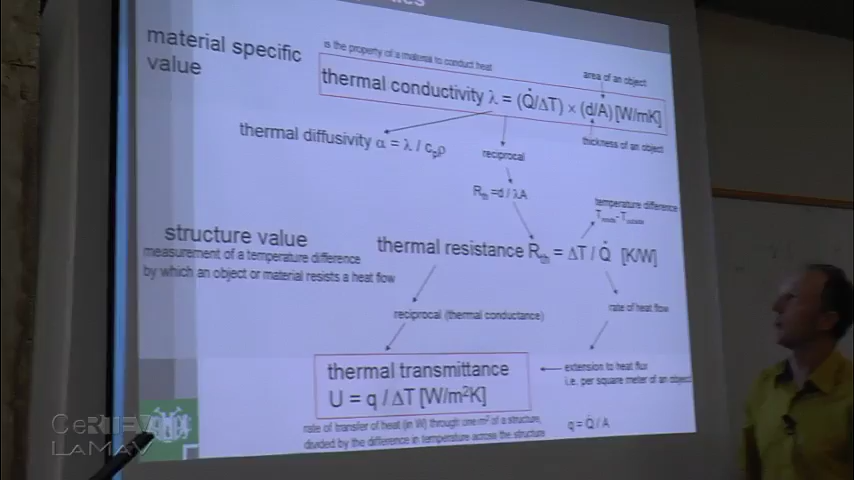 material specific
value
is the property of a material to conduct heat
area of an object
thermal conductivity λ = (Q̇/ΔT) × (d/A) [W/mK]
thermal diffusivity α = λ / cₚρ
reciprocal
thickness of an object
Rth =d / λA
temperature difference
Tinside- Toutside
structure value
measurement of a temperature difference
by which an object or material resists a heat flow
thermal resistance Rth = ΔT / Q̇ [K/W]
rate of heat flow
reciprocal (thermal conductance)
thermal transmittance
U = q / ΔT [W/m²K]
extension to heat flux
i.e. per square meter of an object
rate of transfer of heat (in W) through one m² of a structure,
divided by the difference in temperature across the structure
q = Q̇ / A
LaMAV